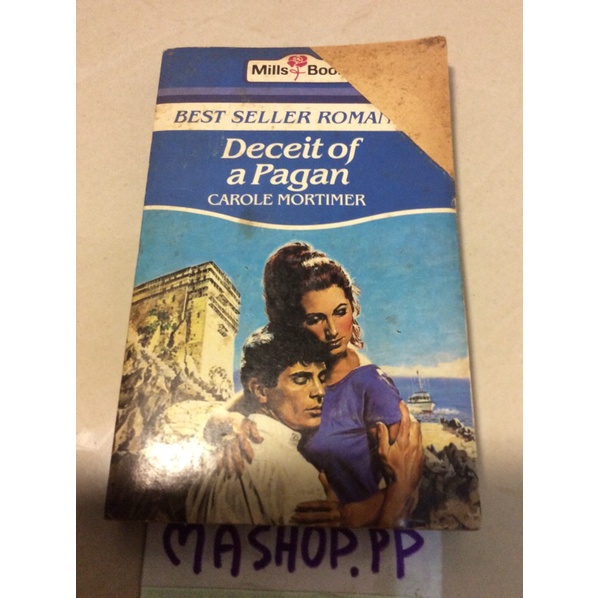 Mills Boo
BEST SELLER ROMAN
Deceit of
a Pagan
CAROLE MORTIMER
MASHOP.PP